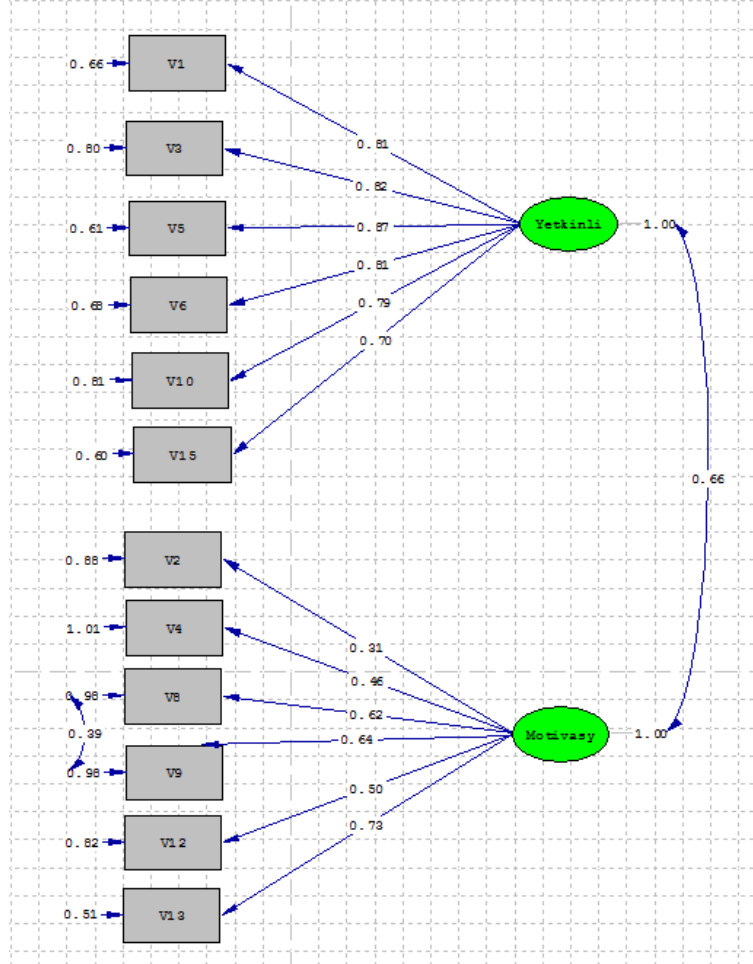 0.66 V1
0.81
0.80 V3
0.82
0.61 V5 0.87 Yetkinli 1.00
0.81
0.68 V6 0.79
0.70
0.81 V10
0.60 V15
0.66
0.88 V2
1.01 V4 0.31
0.46
0.98 V8 0.62
0.39 0.64 Motivasy 1.00
0.98 V9 0.50
0.73
0.82 V12
0.51 V13